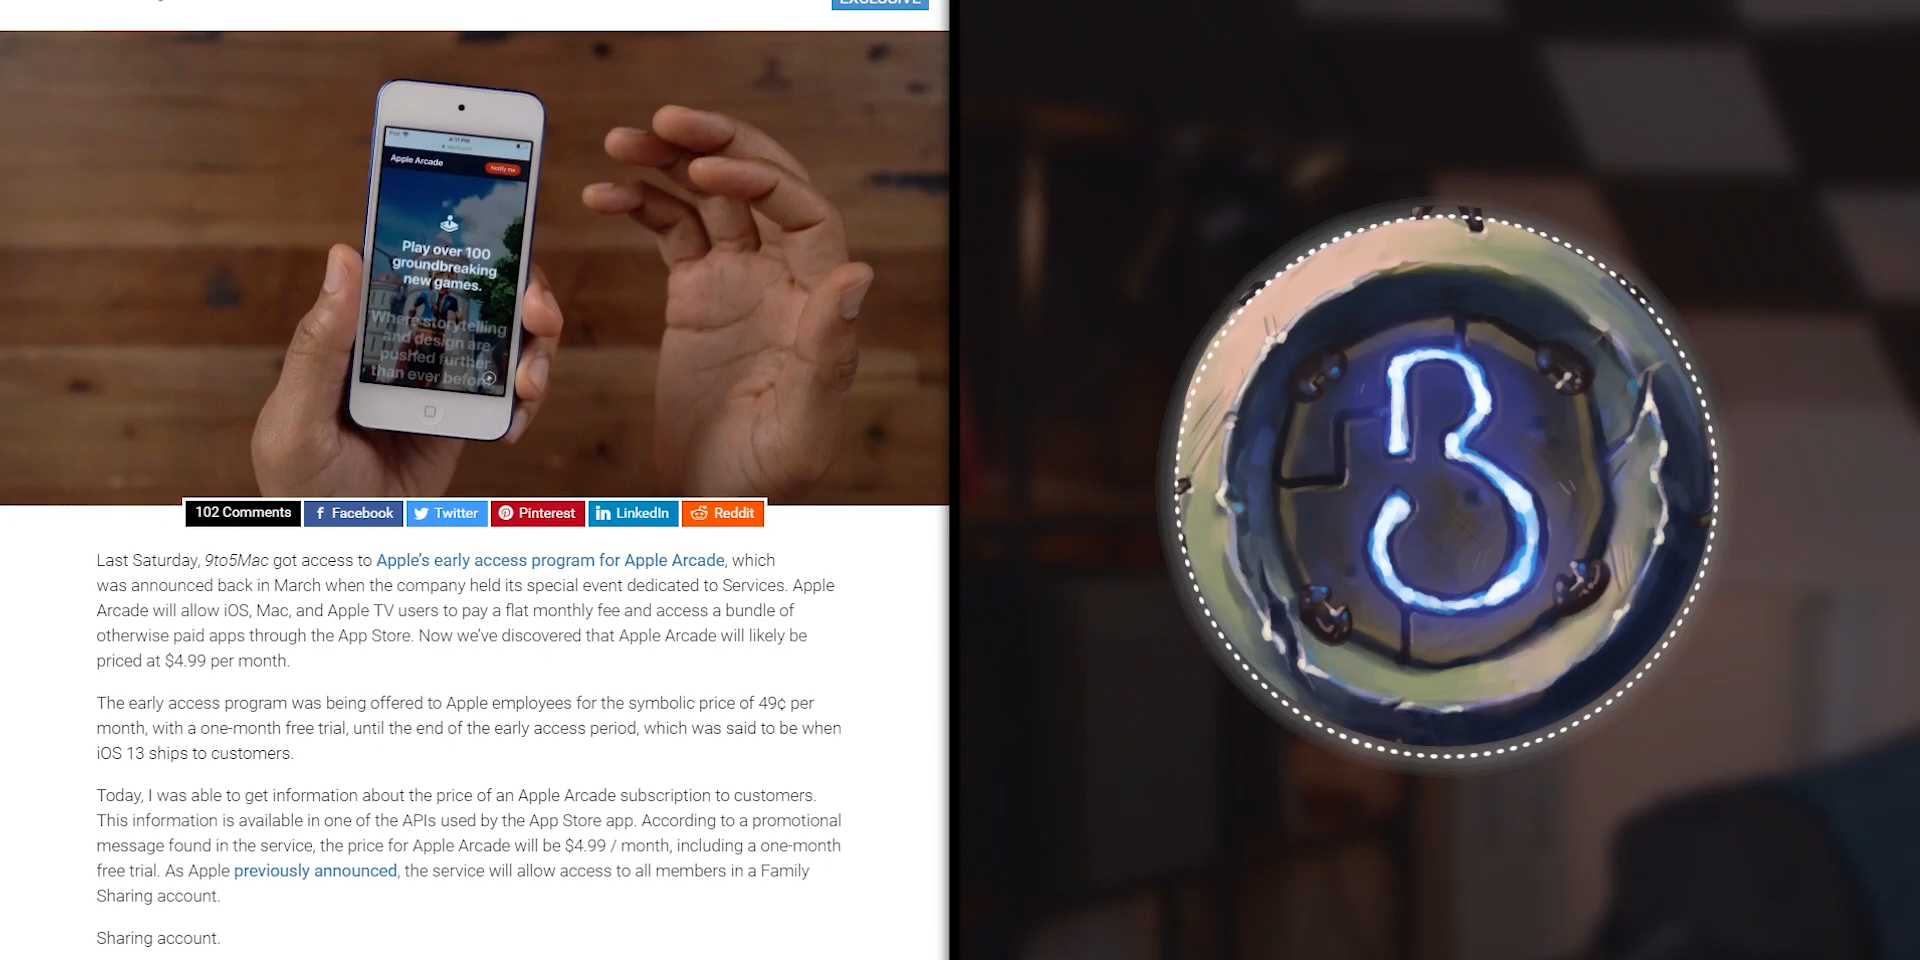 EXCLUSIVE
iPod
4:11 PM
Apple Arcade
Notify me
Play over 100
groundbreaking
new games.
Where storytelling
and design are
pushed further
than ever before
102 Comments
Facebook
Twitter
Pinterest
LinkedIn
Reddit
Last Saturday, 9to5Mac got access to Apple’s early access program for Apple Arcade, which
was announced back in March when the company held its special event dedicated to Services. Apple
Arcade will allow iOS, Mac, and Apple TV users to pay a flat monthly fee and access a bundle of
otherwise paid apps through the App Store. Now we’ve discovered that Apple Arcade will likely be
priced at $4.99 per month.
The early access program was being offered to Apple employees for the symbolic price of 49¢ per
month, with a one-month free trial, until the end of the early access period, which was said to be when
iOS 13 ships to customers.
Today, I was able to get information about the price of an Apple Arcade subscription to customers.
This information is available in one of the APIs used by the App Store app. According to a promotional
message found in the service, the price for Apple Arcade will be $4.99 / month, including a one-month
free trial. As Apple previously announced, the service will allow access to all members in a Family
Sharing account.
Sharing account.